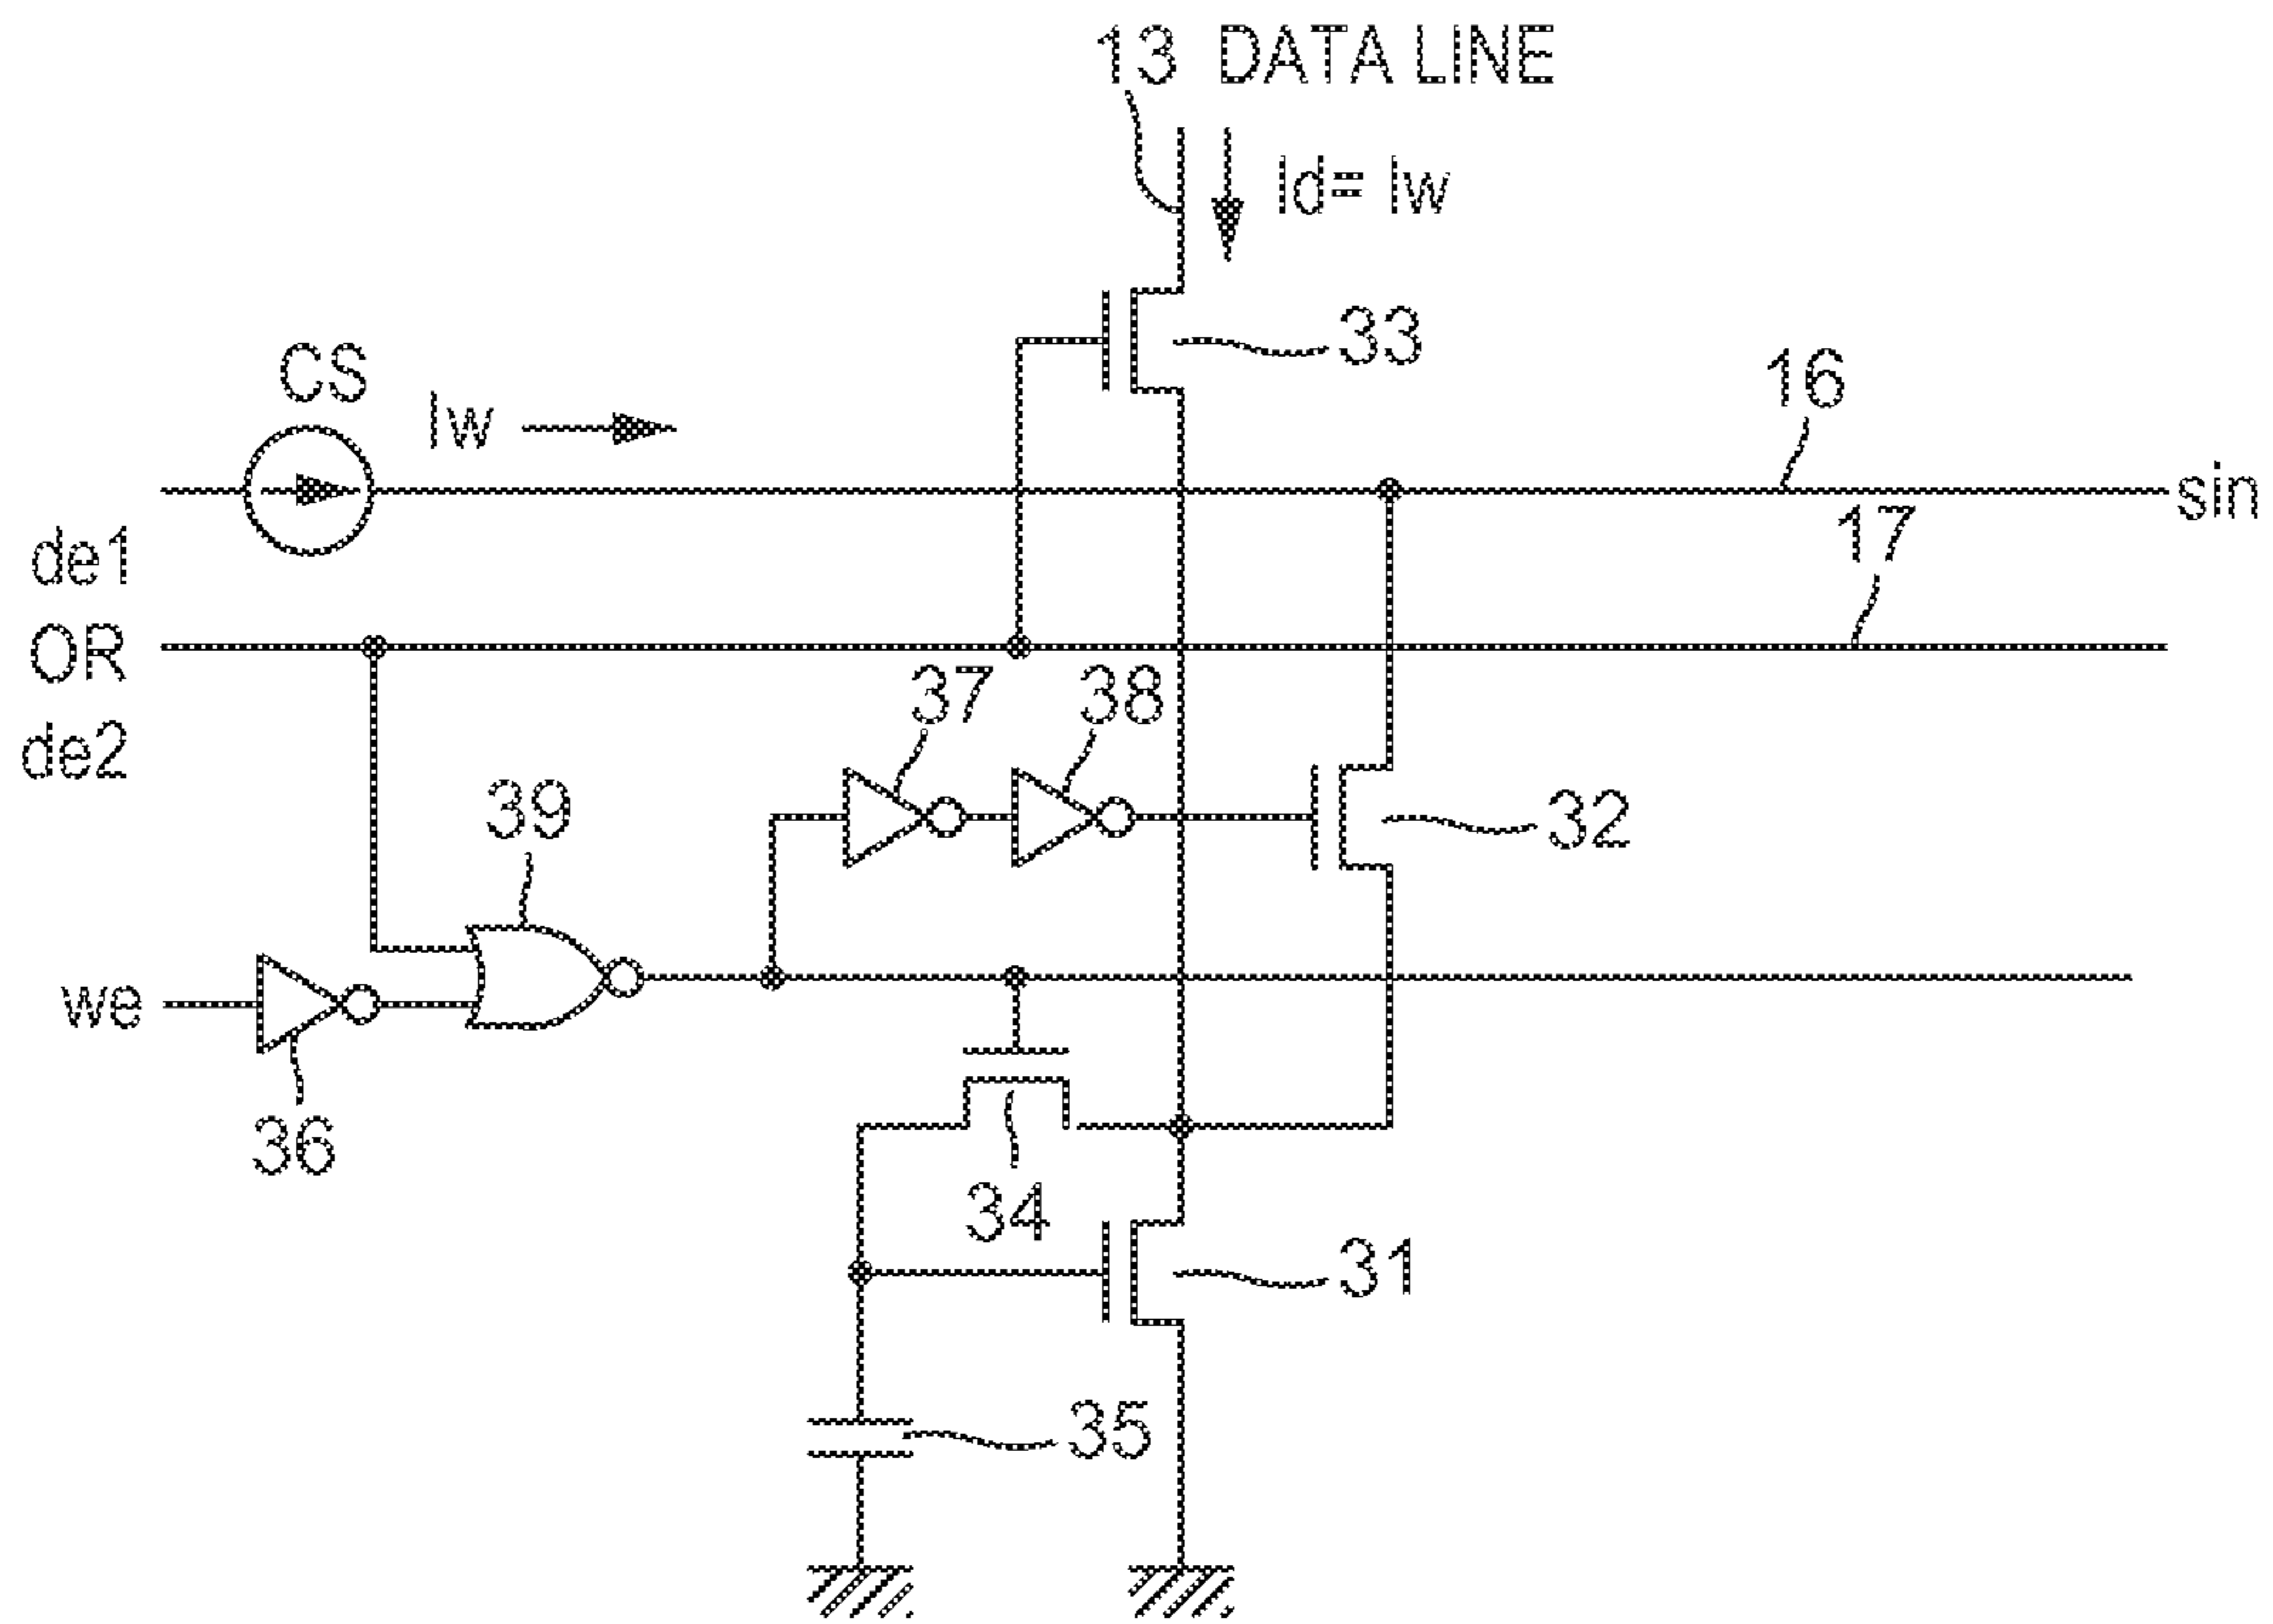 13 DATA LINE
Id= Iw
33
CS
Iw
16
sin
de1
17
OR
37
38
de2
39
32
we
36
34
31
35